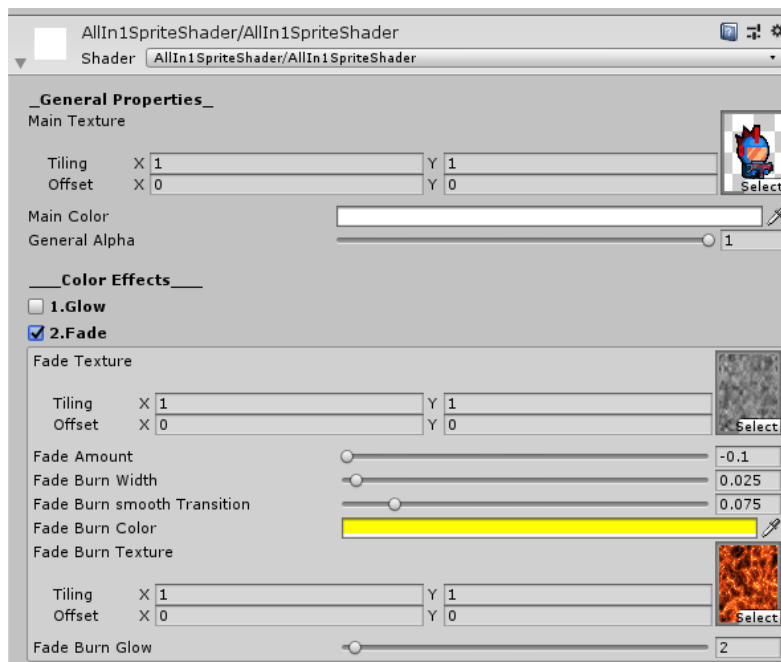 AllIn1SpriteShader/AllIn1SpriteShader
Shader AllIn1SpriteShader/AllIn1SpriteShader
_General Properties_
Main Texture
Tiling X 1 Y 1
Offset X 0 Y 0
Select
Main Color
General Alpha 1
___Color Effects___
1.Glow
2.Fade
Fade Texture
Tiling X 1 Y 1
Offset X 0 Y 0
Select
Fade Amount -0.1
Fade Burn Width 0.025
Fade Burn smooth Transition 0.075
Fade Burn Color
Fade Burn Texture
Tiling X 1 Y 1
Offset X 0 Y 0
Select
Fade Burn Glow 2